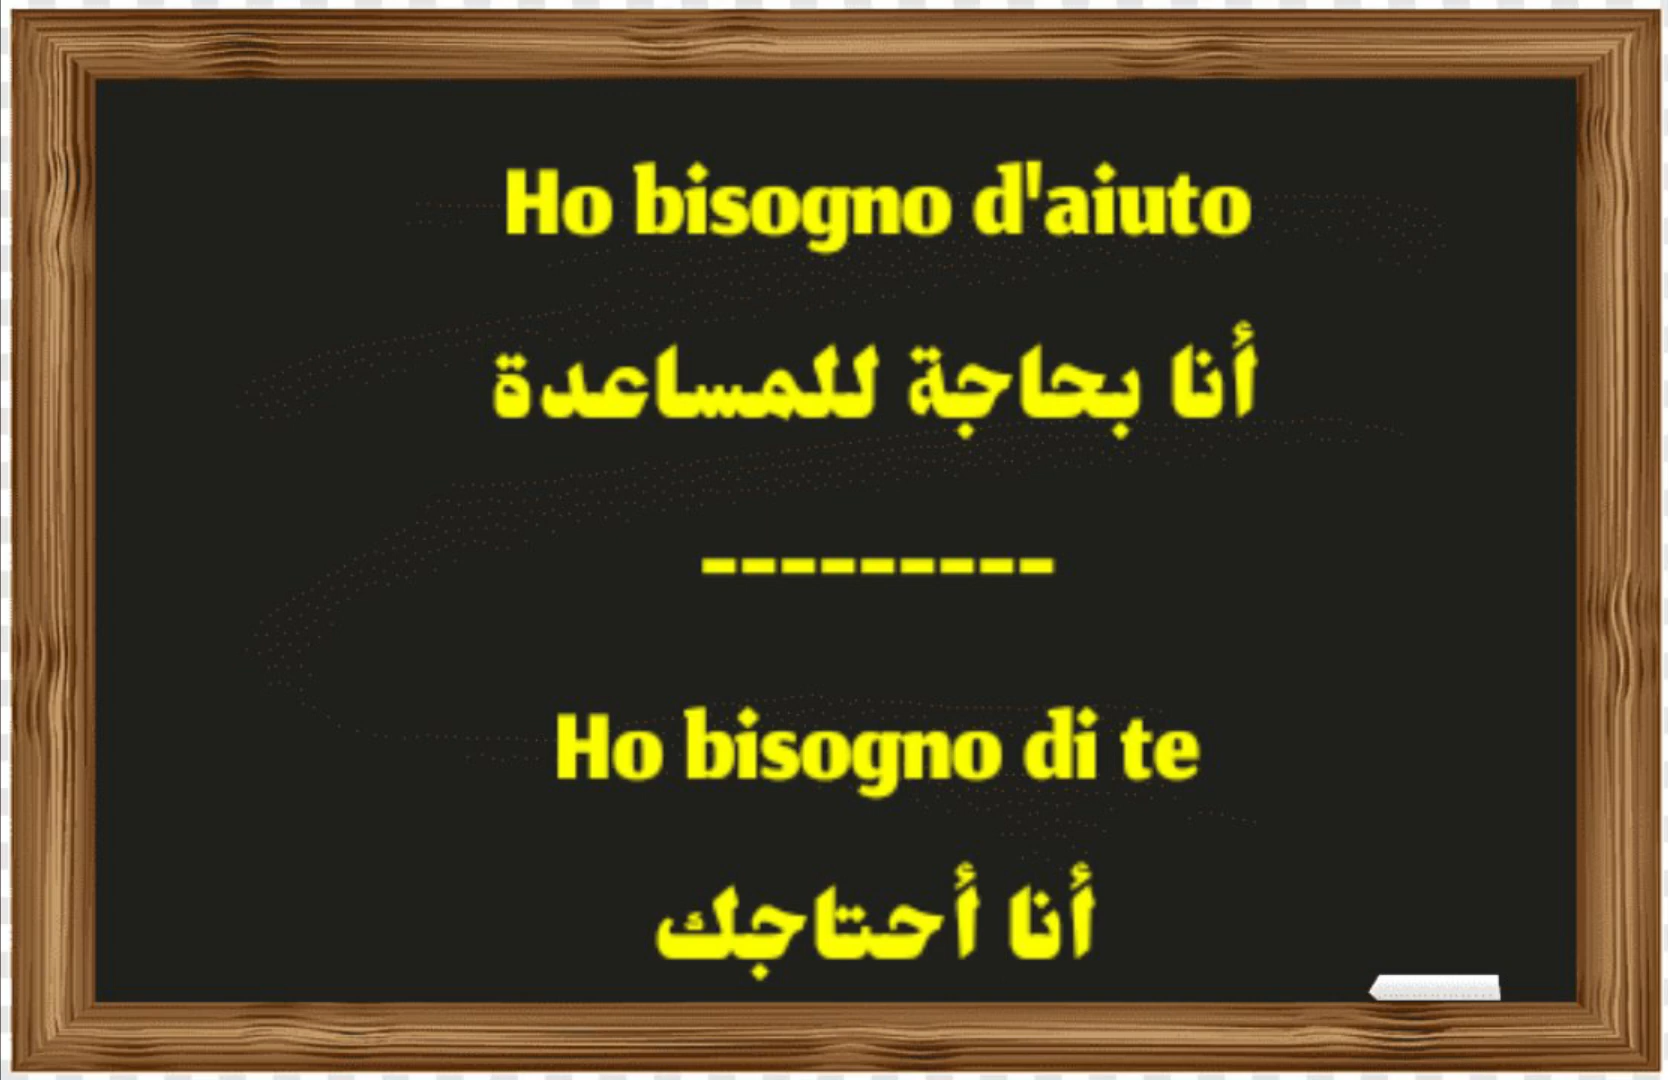 Ho bisogno d'aiuto
أنا بحاجة للمساعدة
---------
Ho bisogno di te
أنا أحتاجك